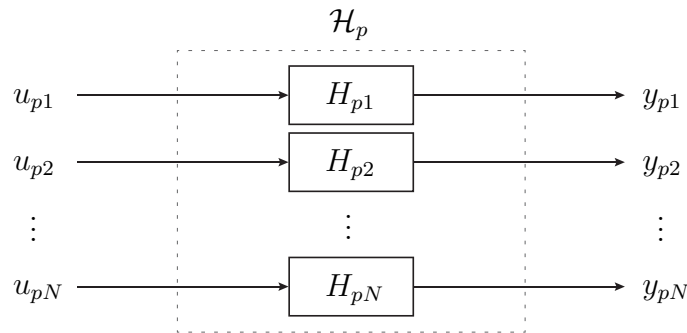 𝓗_p
u_{p1} H_{p1} y_{p1}
u_{p2} H_{p2} y_{p2}
⋮ ⋮ ⋮
u_{pN} H_{pN} y_{pN}